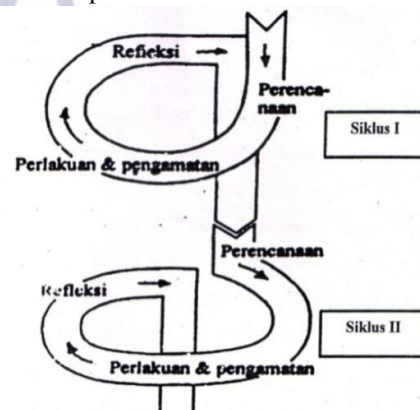 Refleksi
Perenca-
naan
Siklus I
Perlakuan & pengamatan
Perencanaan
Refleksi
Siklus II
Perlakuan & pengamatan